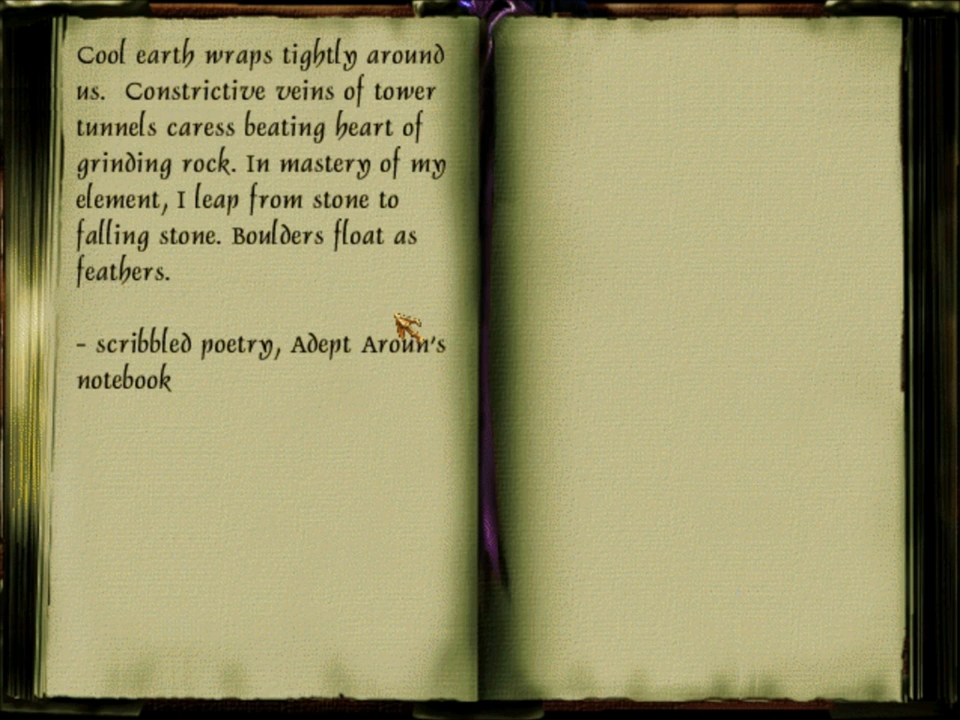 Cool earth wraps tightly around
us.  Constrictive veins of tower
tunnels caress beating heart of
grinding rock. In mastery of my
element, I leap from stone to
falling stone. Boulders float as
feathers.
- scribbled poetry, Adept Aroun's
notebook